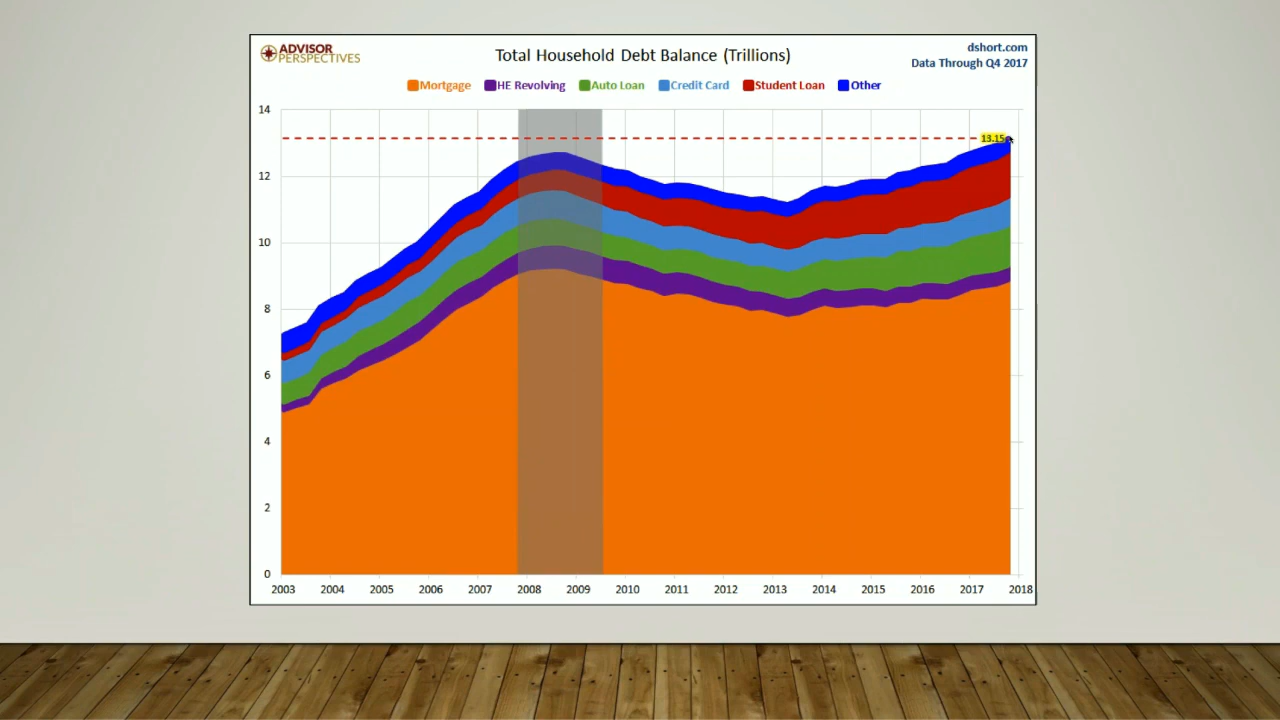 ADVISOR
PERSPECTIVES
Total Household Debt Balance (Trillions)
dshort.com
Data Through Q4 2017
Mortgage HE Revolving Auto Loan Credit Card Student Loan Other
14
13.15
12
10
8
6
4
2
0
2003 2004 2005 2006 2007 2008 2009 2010 2011 2012 2013 2014 2015 2016 2017 2018